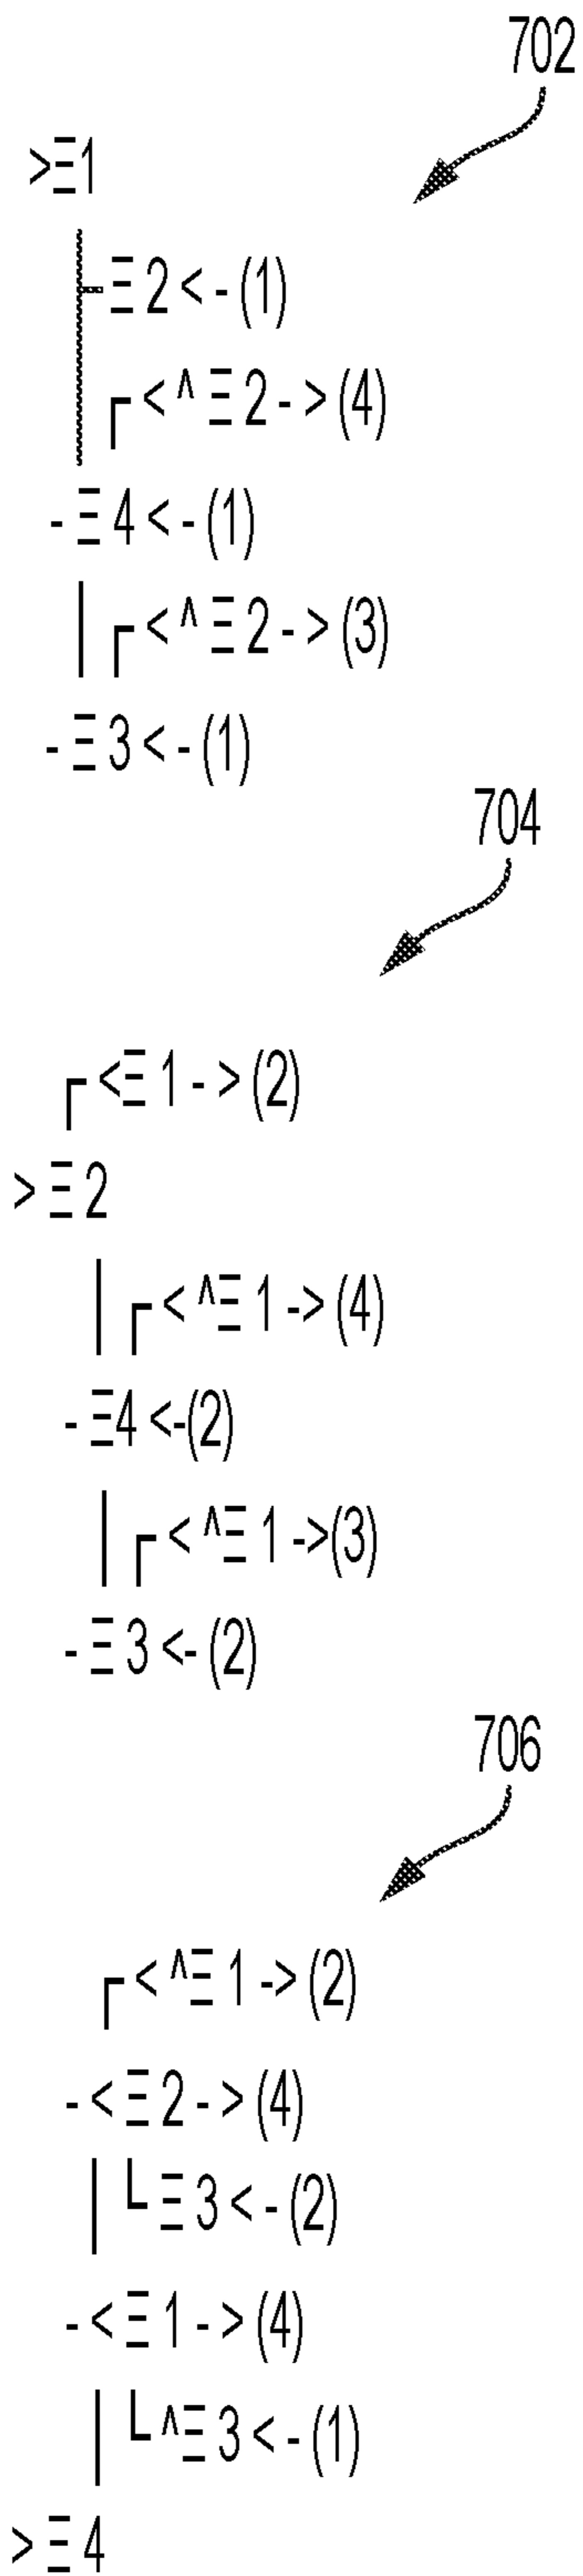 702
>Ξ1
Ξ2<-(1)
┌<^Ξ2->(4)
-Ξ4<-(1)
|┌<^Ξ2->(3)
-Ξ3<-(1)
704
┌<Ξ1->(2)
>Ξ2
|┌<^Ξ1->(4)
-Ξ4<-(2)
|┌<^Ξ1->(3)
-Ξ3<-(2)
706
┌<^Ξ1->(2)
-<Ξ2->(4)
|└Ξ3<-(2)
-<Ξ1->(4)
|└^Ξ3<-(1)
>Ξ4